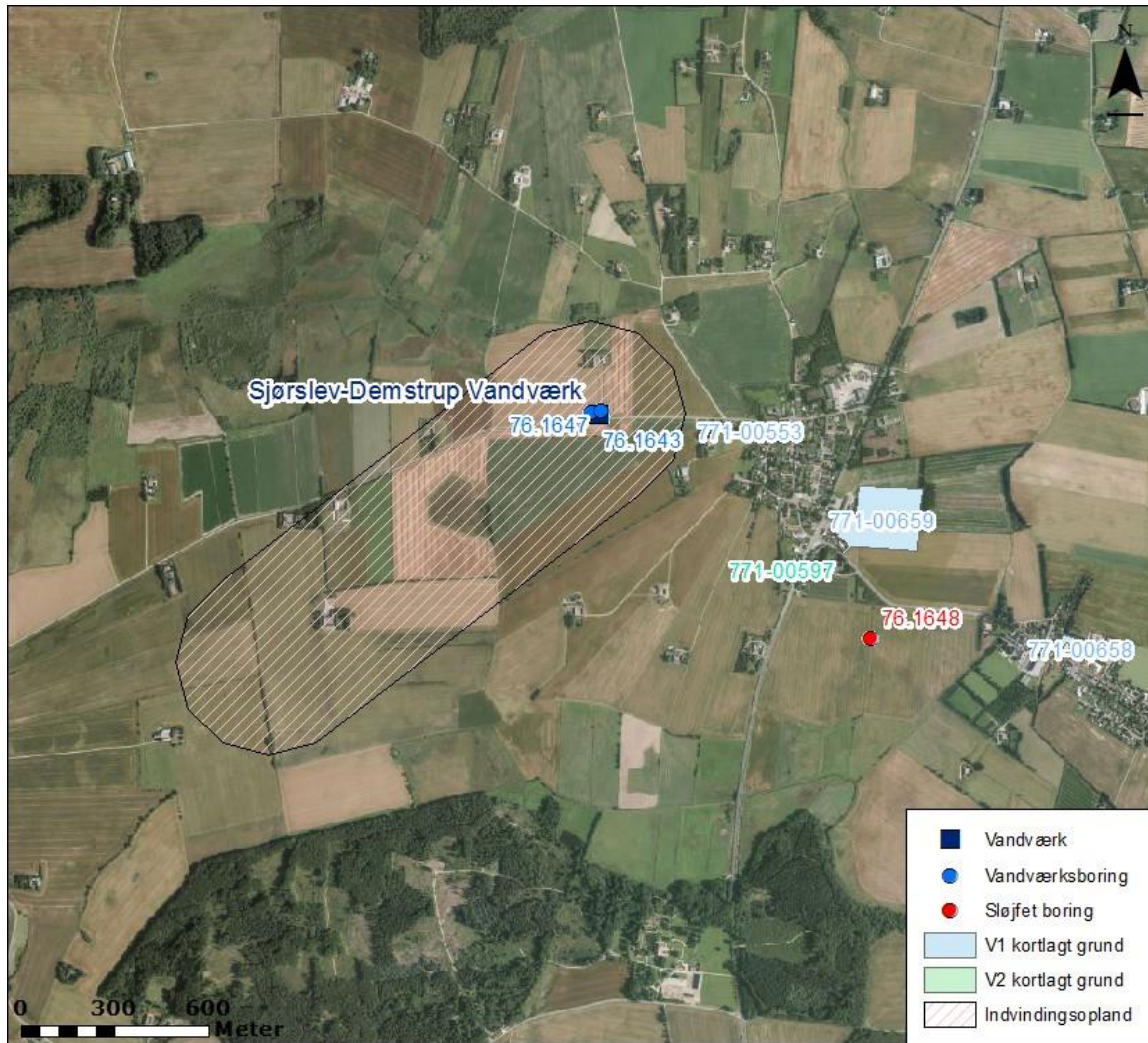 N
Sjørslev-Demstrup Vandværk
76.1647
76.1643
771-00553
771-00659
771-00597
76.1648
771-00658
Vandværk
Vandværksboring
Sløjfet boring
V1 kortlagt grund
V2 kortlagt grund
Indvindingsopland
0 300 600
Meter